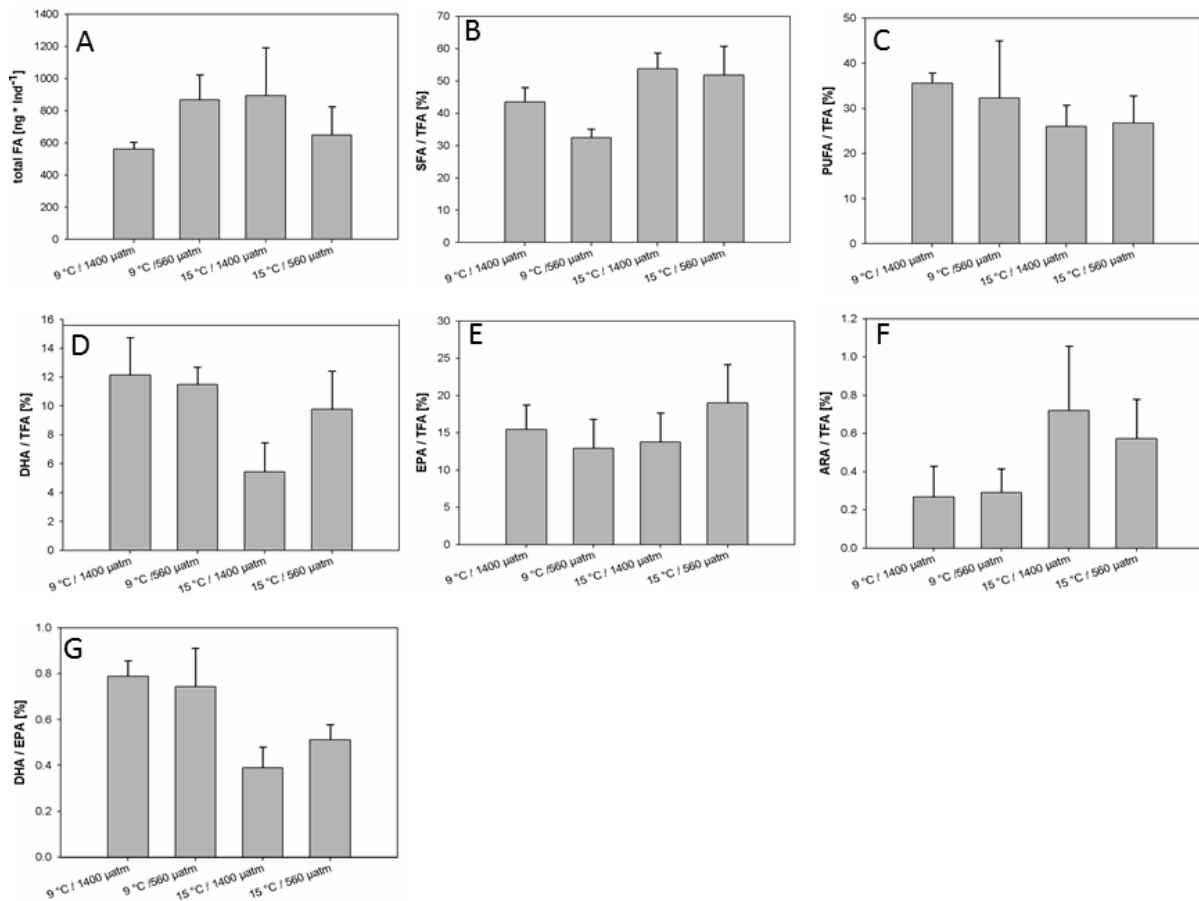 A
total FA [ng * Ind⁻¹]
1400
1200
1000
800
600
400
200
0
9 °C / 1400 µatm
9 °C /560 µatm
15 °C / 1400 µatm
15 °C / 560 µatm
B
SFA / TFA [%]
70
60
50
40
30
20
10
0
9 °C / 1400 µatm
9 °C /560 µatm
15 °C / 1400 µatm
15 °C / 560 µatm
C
PUFA / TFA [%]
50
40
30
20
10
0
9 °C / 1400 µatm
9 °C /560 µatm
15 °C / 1400 µatm
15 °C / 560 µatm
D
DHA / TFA [%]
16
14
12
10
8
6
4
2
0
9 °C / 1400 µatm
9 °C /560 µatm
15 °C / 1400 µatm
15 °C / 560 µatm
E
EPA / TFA [%]
30
25
20
15
10
5
0
9 °C / 1400 µatm
9 °C /560 µatm
15 °C / 1400 µatm
15 °C / 560 µatm
F
ARA / TFA [%]
1.2
1.0
0.8
0.6
0.4
0.2
0.0
9 °C / 1400 µatm
9 °C /560 µatm
15 °C / 1400 µatm
15 °C / 560 µatm
G
DHA / EPA [%]
1.0
0.8
0.6
0.4
0.2
0.0
9 °C / 1400 µatm
9 °C /560 µatm
15 °C / 1400 µatm
15 °C / 560 µatm